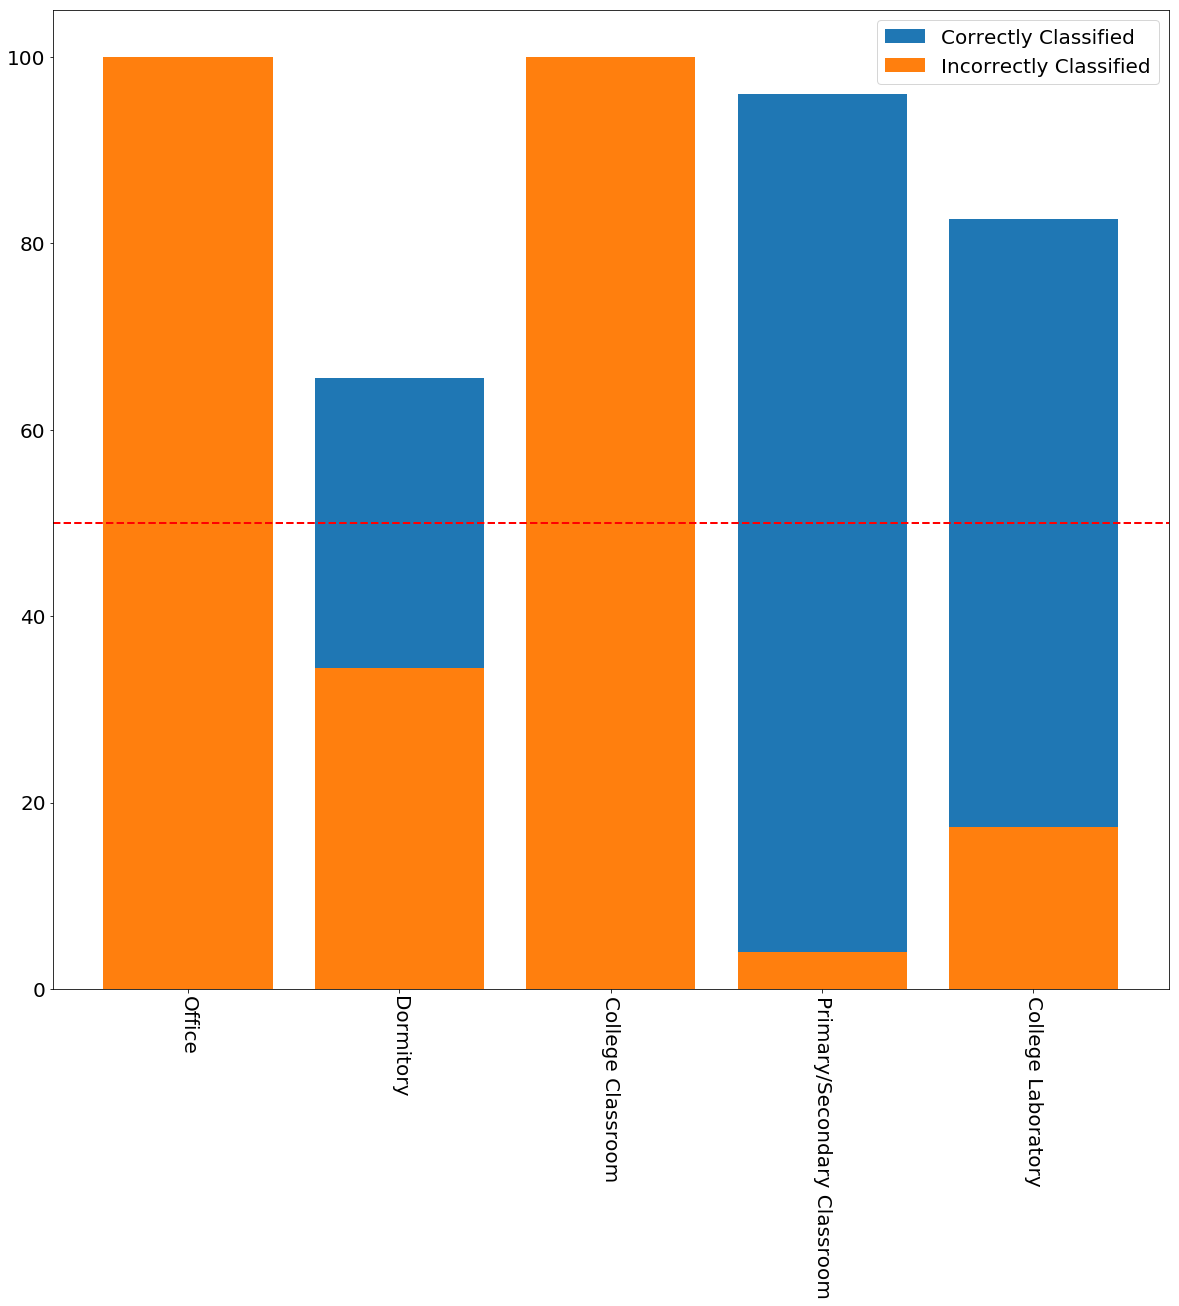 Correctly Classified
Incorrectly Classified
100
80
60
40
20
0
Office
Dormitory
College Classroom
Primary/Secondary Classroom
College Laboratory